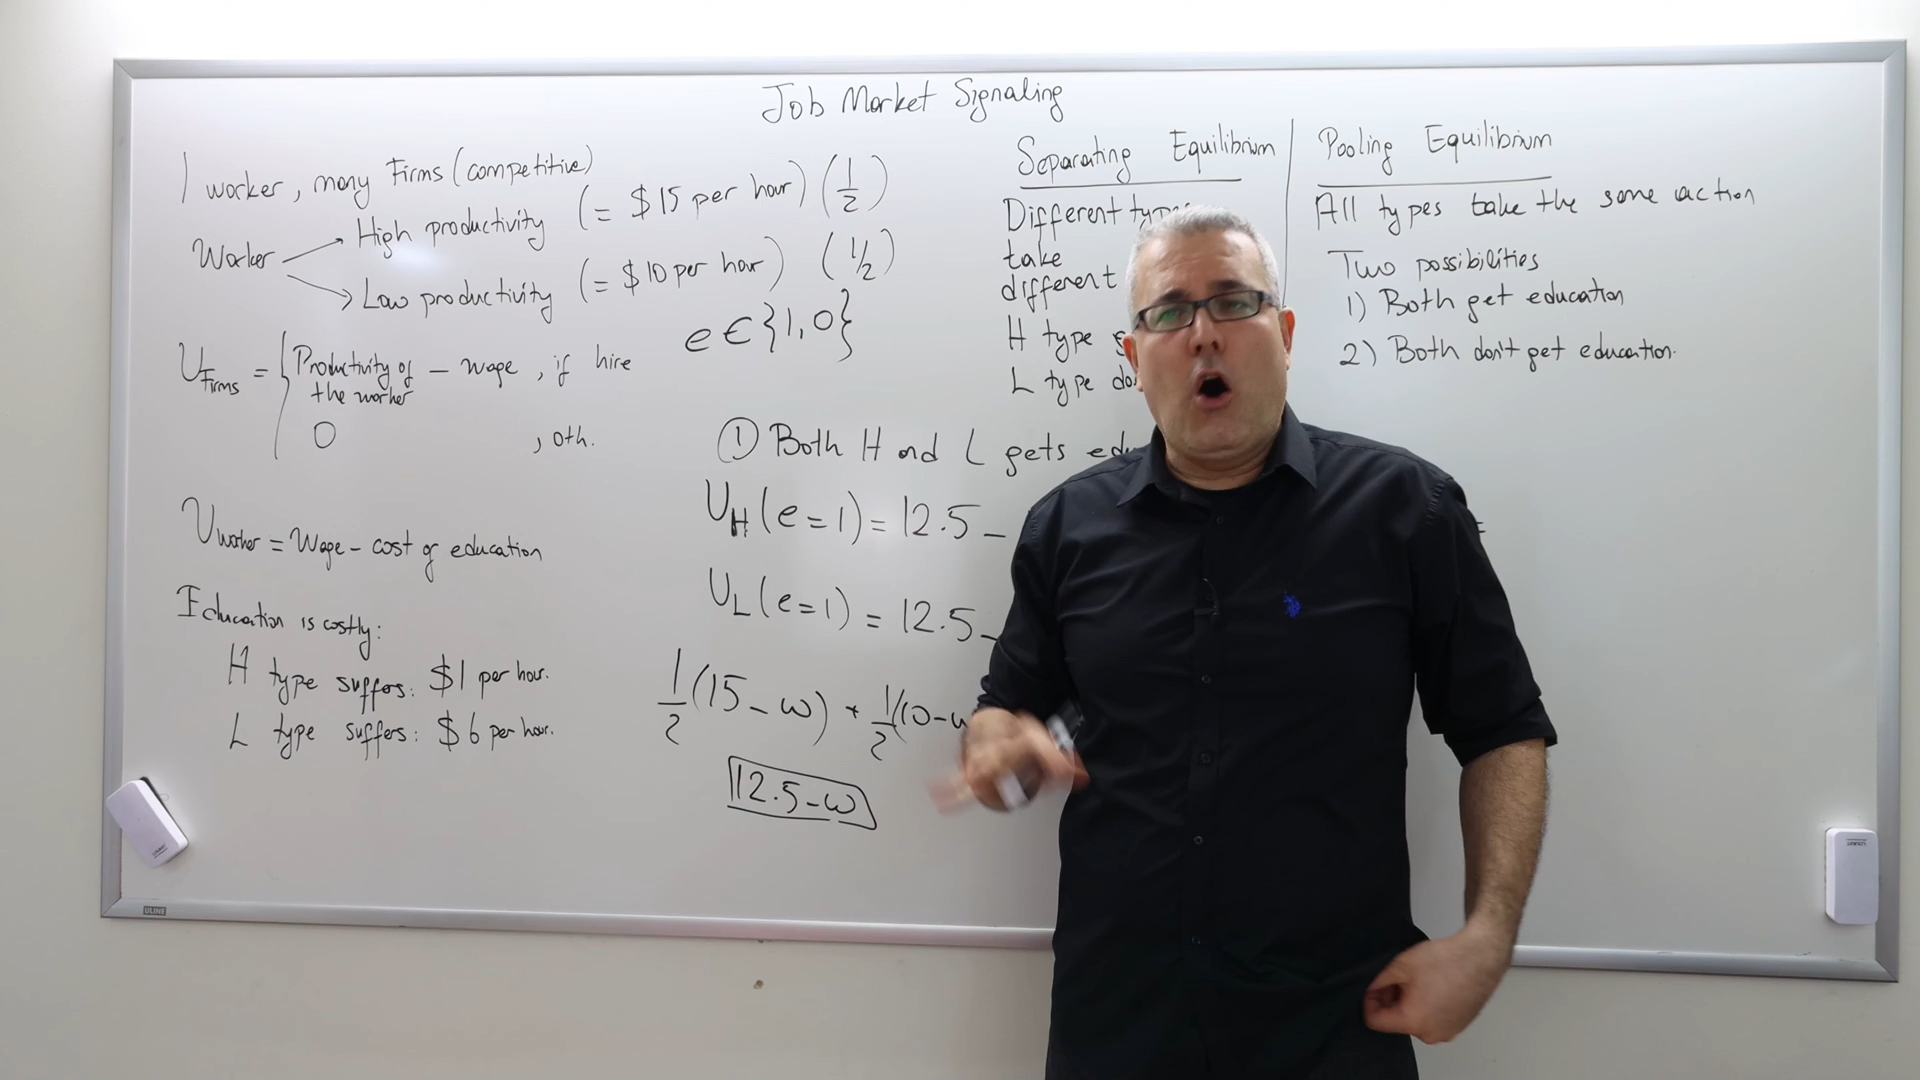 Job Market Signaling
1 worker, many Firms (competitive)
Worker
High productivity (= $15 per hour) (1/2)
Low productivity (= $10 per hour) (1/2)
e ∈ {1,0}
U Firms = { Productivity of the worker - wage, if hire
0 , oth.
U worker = Wage - cost of education
Education is costly:
H type suffers: $1 per hour.
L type suffers: $6 per hour.
Separating Equilibrium
Different types
take
different
H type
L type
Pooling Equilibrium
All types take the same action
Two possibilities
1) Both get education
2) Both don't get education.
① Both H and L gets
U_H(e=1) = 12.5 -
U_L(e=1) = 12.5 -
1/2 (15 - w) + 1/2 (10 - w
12.5 - w
ULINE